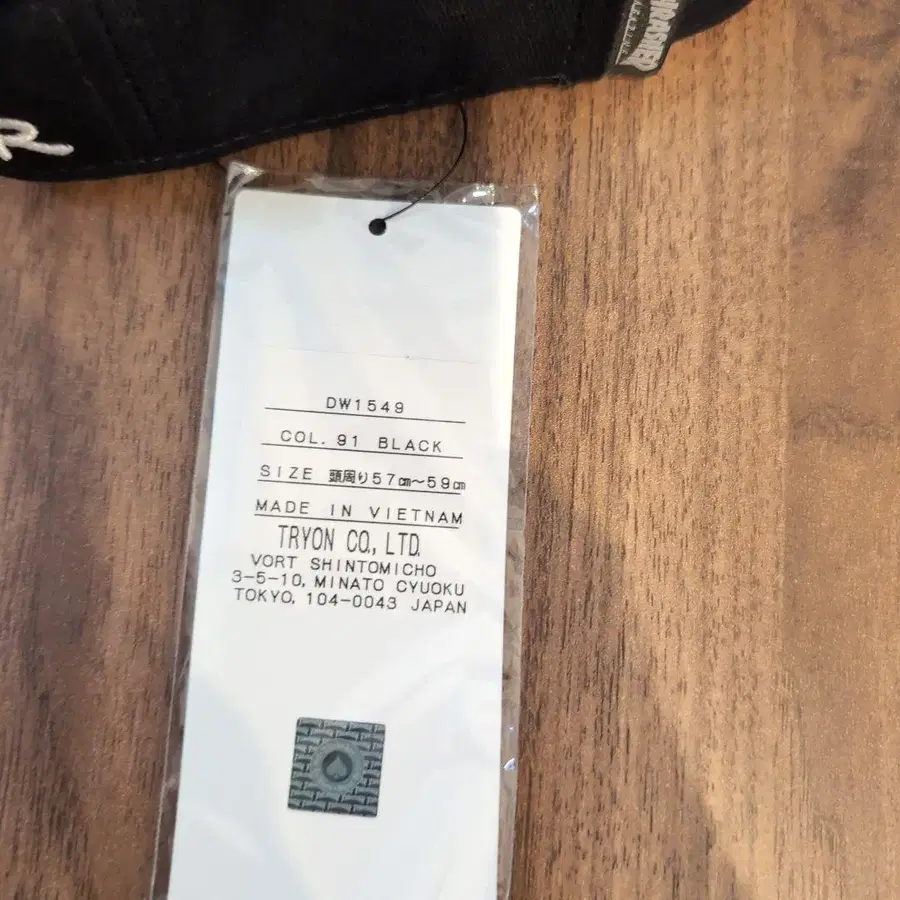 THRASHER
R
DW1549
COL. 91 BLACK
SIZE 頭周り57㎝〜59㎝
MADE IN VIETNAM
TRYON CO., LTD.
VORT SHINTOMICHO
3-5-10, MINATO CYUOKU
TOKYO, 104-0043 JAPAN